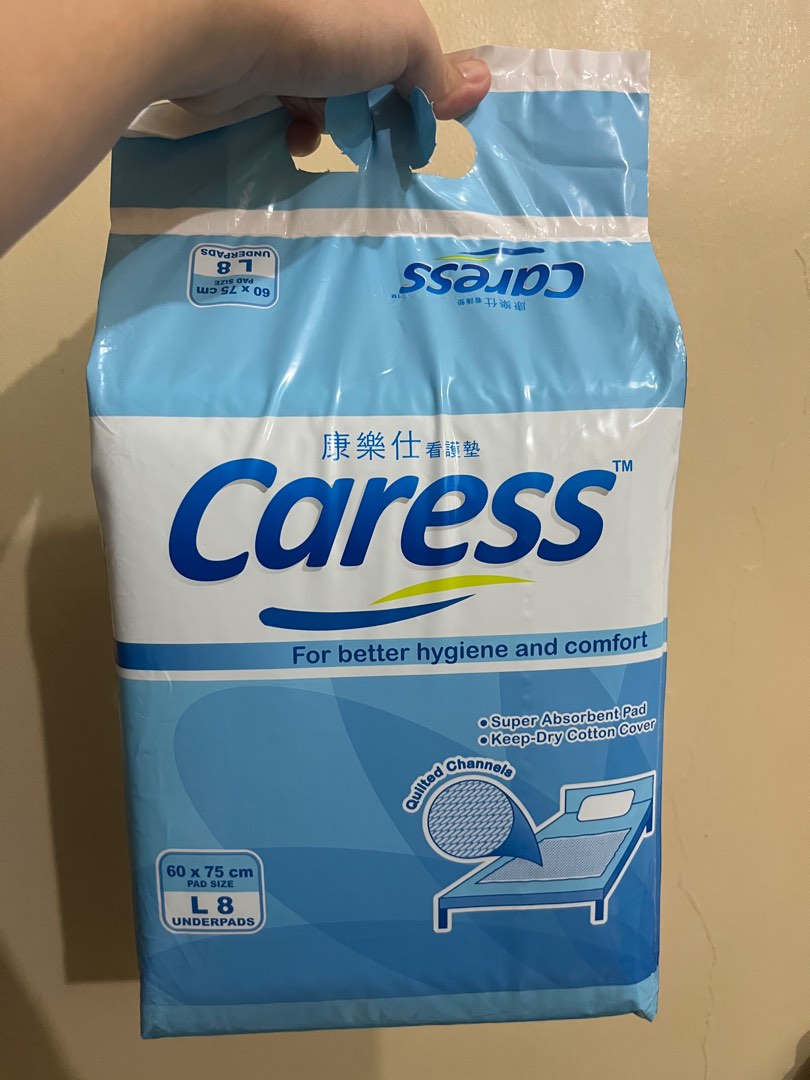 60 x 75 cm
PAD SIZE
L 8
UNDERPADS
康樂仕看護墊
Caress™
康樂仕看護墊
Caress™
For better hygiene and comfort
• Super Absorbent Pad
• Keep-Dry Cotton Cover
Quilted Channels
60 x 75 cm
PAD SIZE
L 8
UNDERPADS